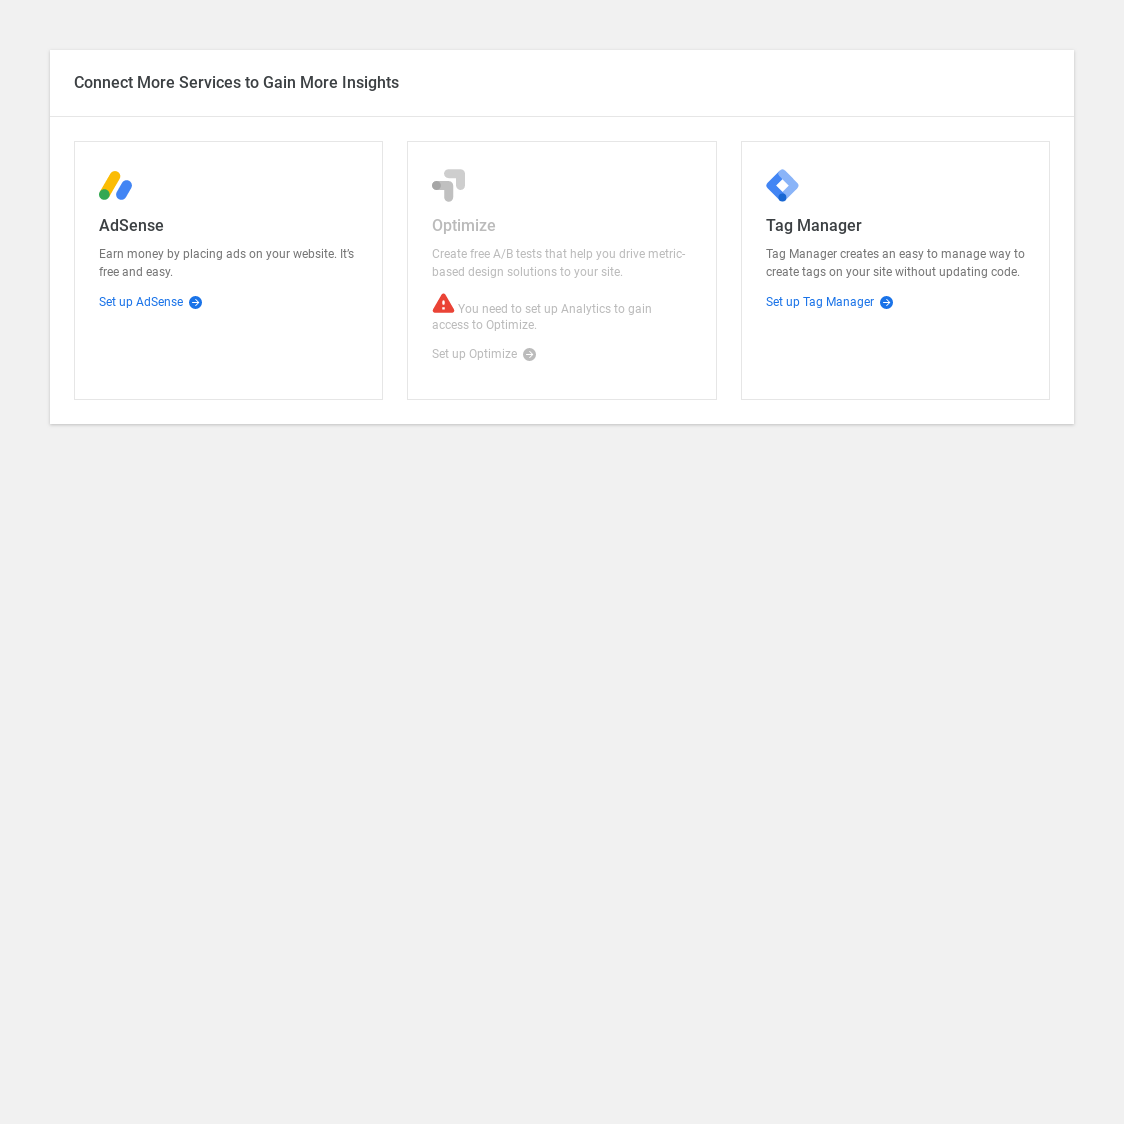 Connect More Services to Gain More Insights
AdSense
Earn money by placing ads on your website. It’s
free and easy.
Set up AdSense
Optimize
Create free A/B tests that help you drive metric-
based design solutions to your site.
You need to set up Analytics to gain
access to Optimize.
Set up Optimize
Tag Manager
Tag Manager creates an easy to manage way to
create tags on your site without updating code.
Set up Tag Manager